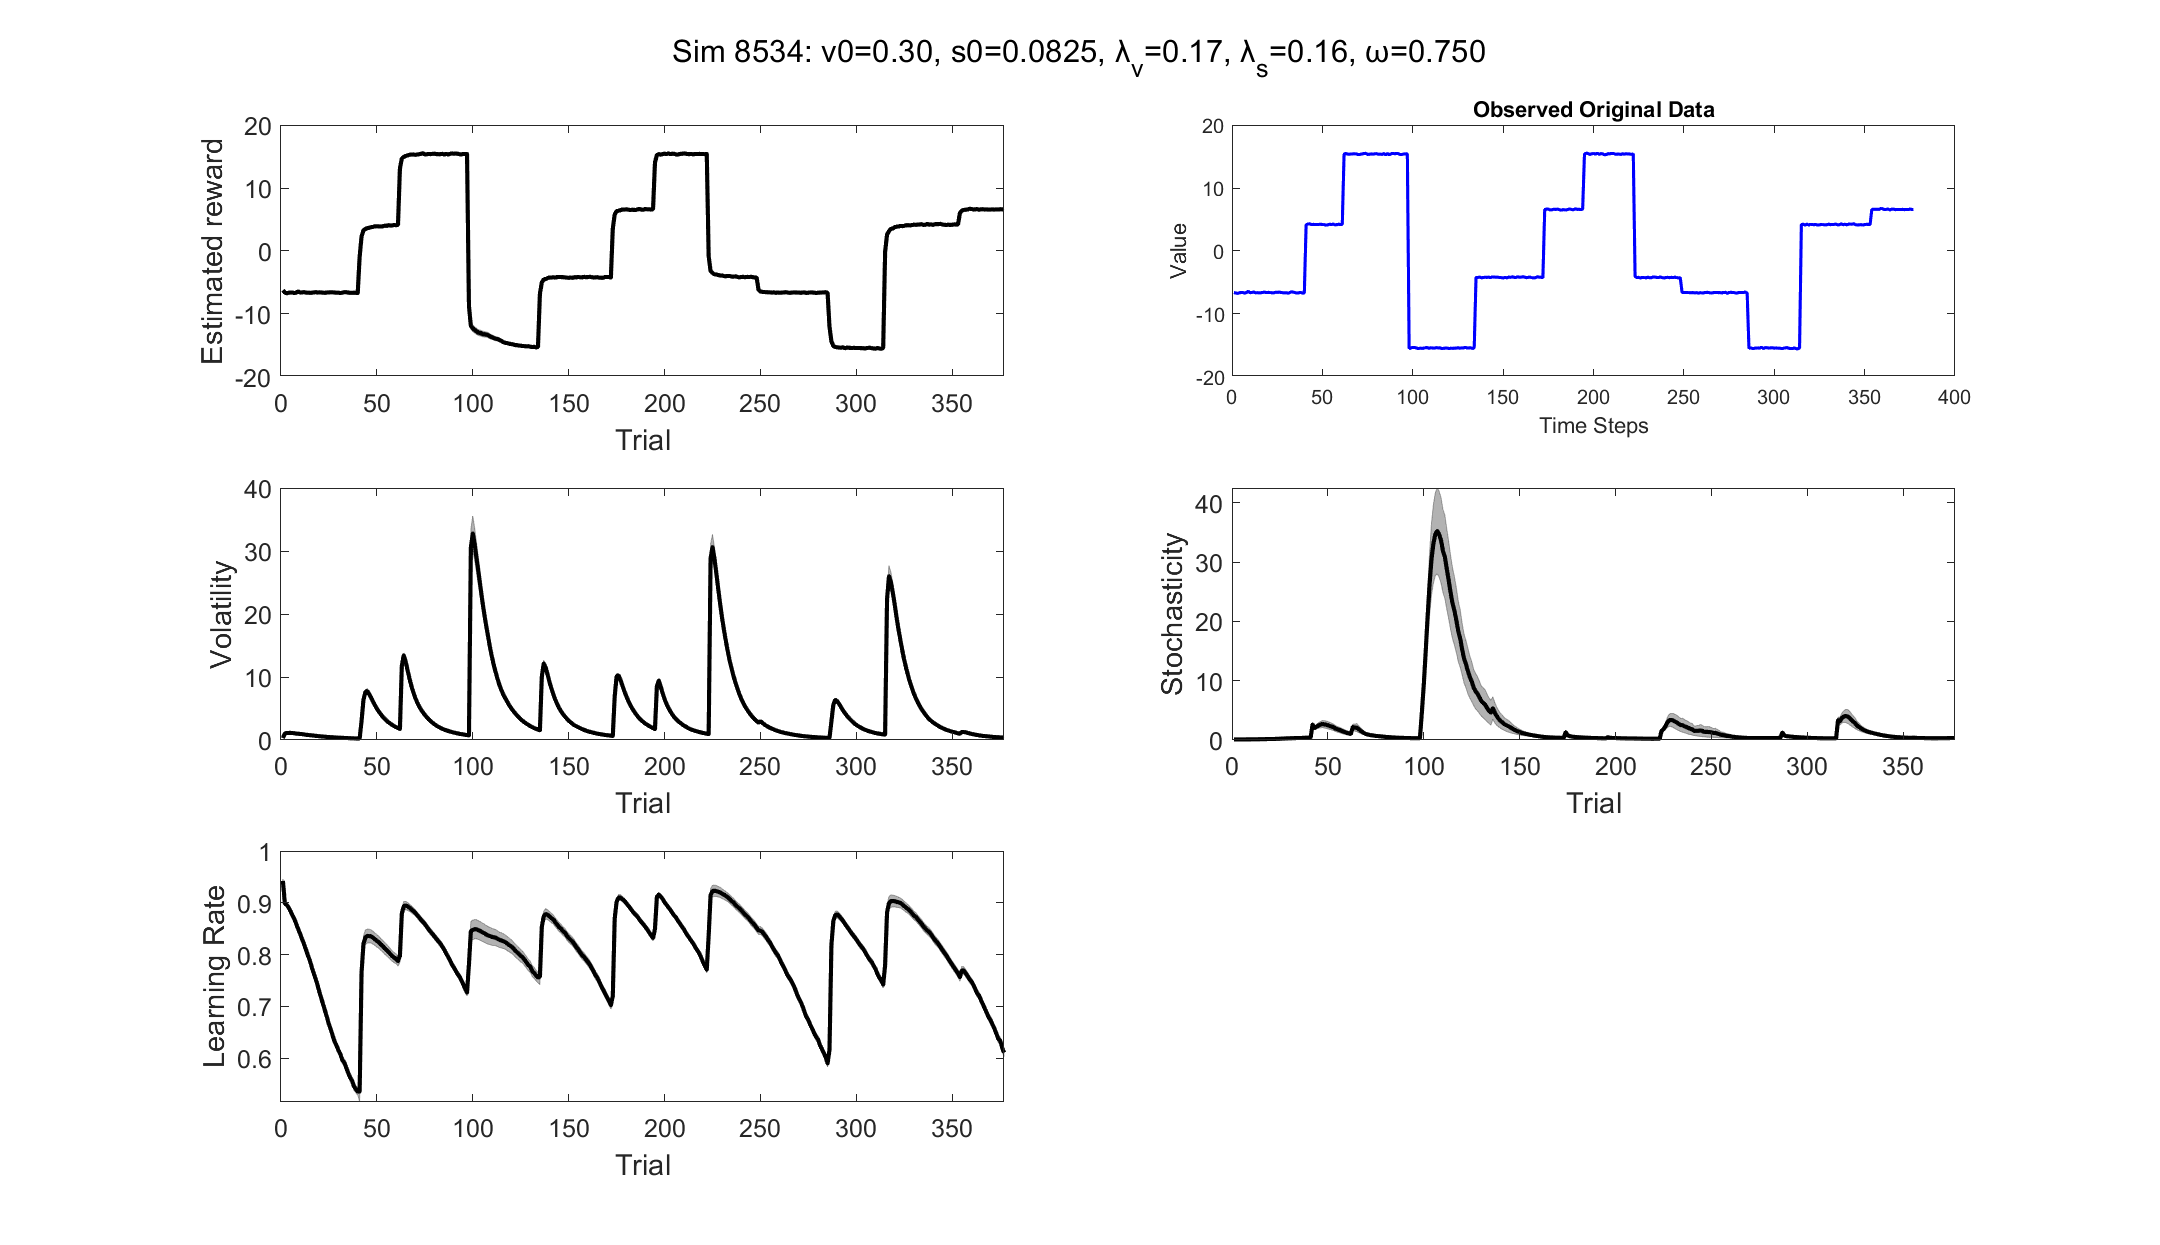 Sim 8534: v0=0.30, s0=0.0825, λ_v=0.17, λ_s=0.16, ω=0.750
Estimated reward
20
10
0
-10
-20
0 50 100 150 200 250 300 350
Trial
Observed Original Data
Value
20
10
0
-10
-20
0 50 100 150 200 250 300 350 400
Time Steps
Volatility
40
30
20
10
0
0 50 100 150 200 250 300 350
Trial
Stochasticity
40
30
20
10
0
0 50 100 150 200 250 300 350
Trial
Learning Rate
1
0.9
0.8
0.7
0.6
0 50 100 150 200 250 300 350
Trial